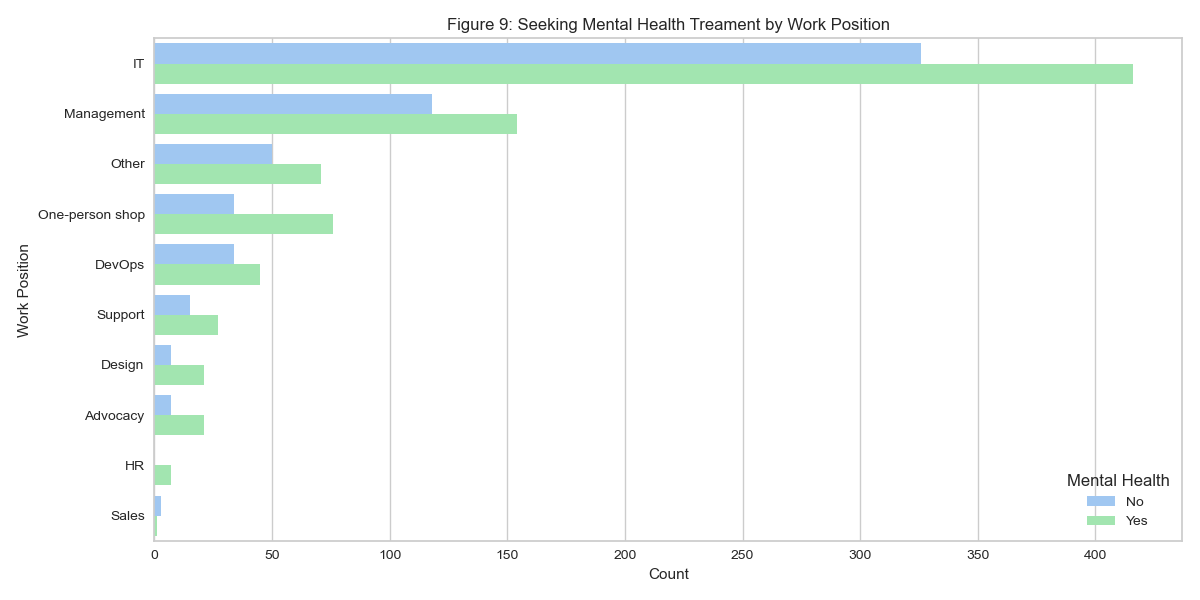 Figure 9: Seeking Mental Health Treament by Work Position
IT
Management
Other
One-person shop
DevOps
Support
Design
Advocacy
HR
Sales
Work Position
0 50 100 150 200 250 300 350 400
Count
Mental Health
No
Yes